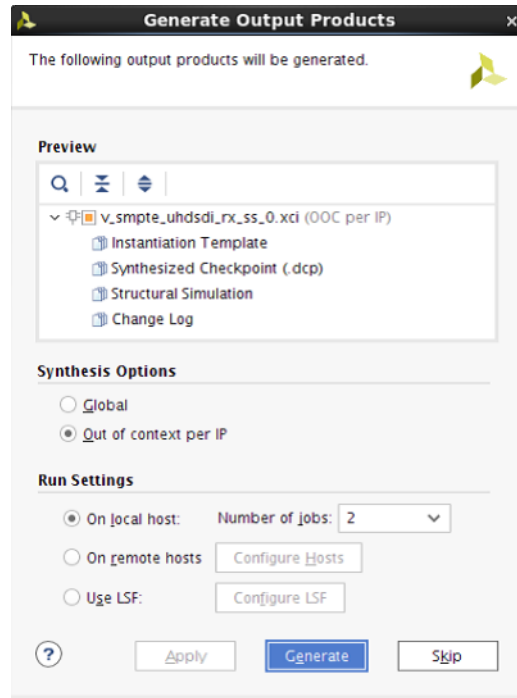 Generate Output Products
The following output products will be generated.
Preview
v_smpte_uhdsdi_rx_ss_0.xci (OOC per IP)
Instantiation Template
Synthesized Checkpoint (.dcp)
Structural Simulation
Change Log
Synthesis Options
Global
Out of context per IP
Run Settings
On local host: Number of jobs: 2
On remote hosts Configure Hosts
Use LSF: Configure LSF
? Apply Generate Skip